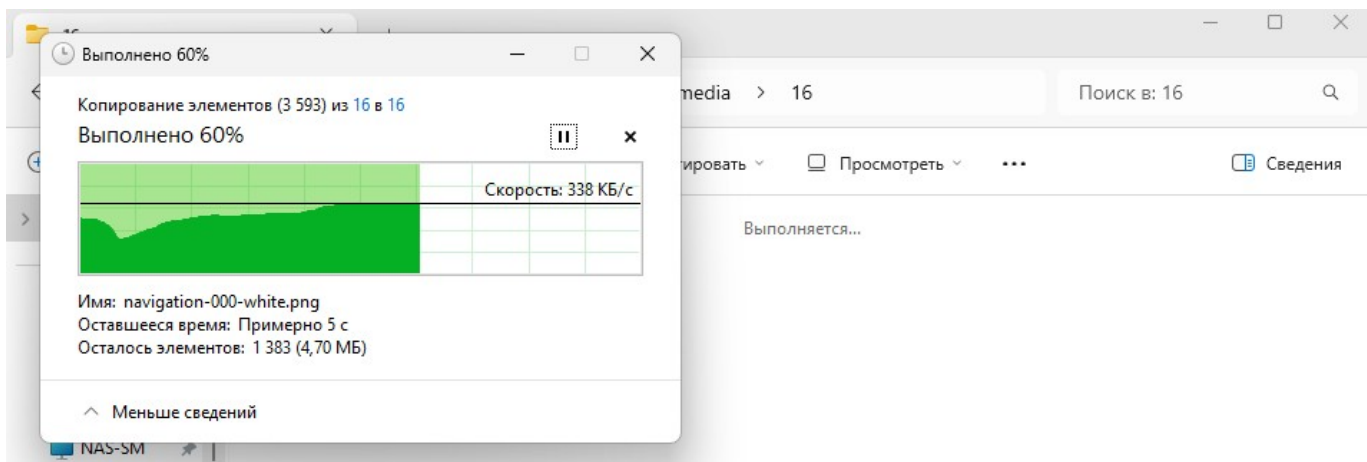 Выполнено 60%
Копирование элементов (3 593) из 16 в 16
Выполнено 60%
Скорость: 338 КБ/с
Имя: navigation-000-white.png
Оставшееся время: Примерно 5 с
Осталось элементов: 1 383 (4,70 МБ)
Меньше сведений
NAS-SM
media > 16
Поиск в: 16
Просмотреть
Сведения
Выполняется...